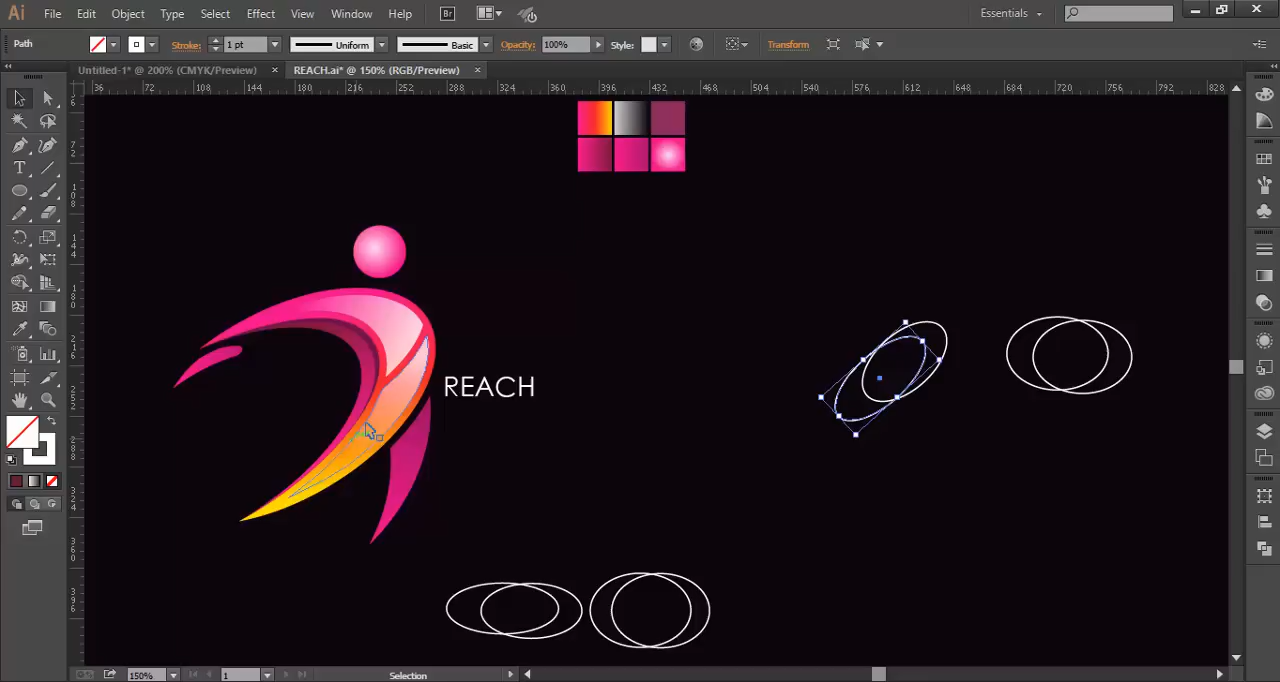 Ai File Edit Object Type Select Effect View Window Help Br Essentials
Path Stroke: 1 pt Uniform Basic Opacity: 100% Style: Transform
Untitled-1* @ 200% (CMYK/Preview) × REACH.ai* @ 150% (RGB/Preview) ×
36 72 108 144 180 216 252 288 324 360 396 432 468 504 540 576 612 648 684 720 756 792 828
REACH
150% 1 Selection